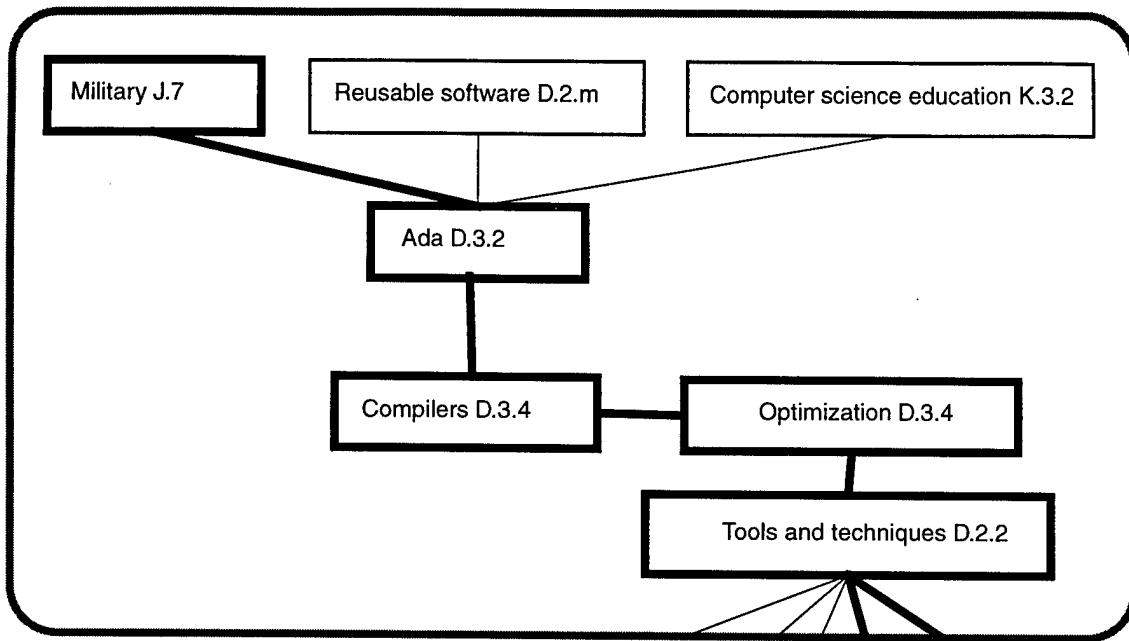 Military J.7
Reusable software D.2.m
Computer science education K.3.2
Ada D.3.2
Compilers D.3.4
Optimization D.3.4
Tools and techniques D.2.2